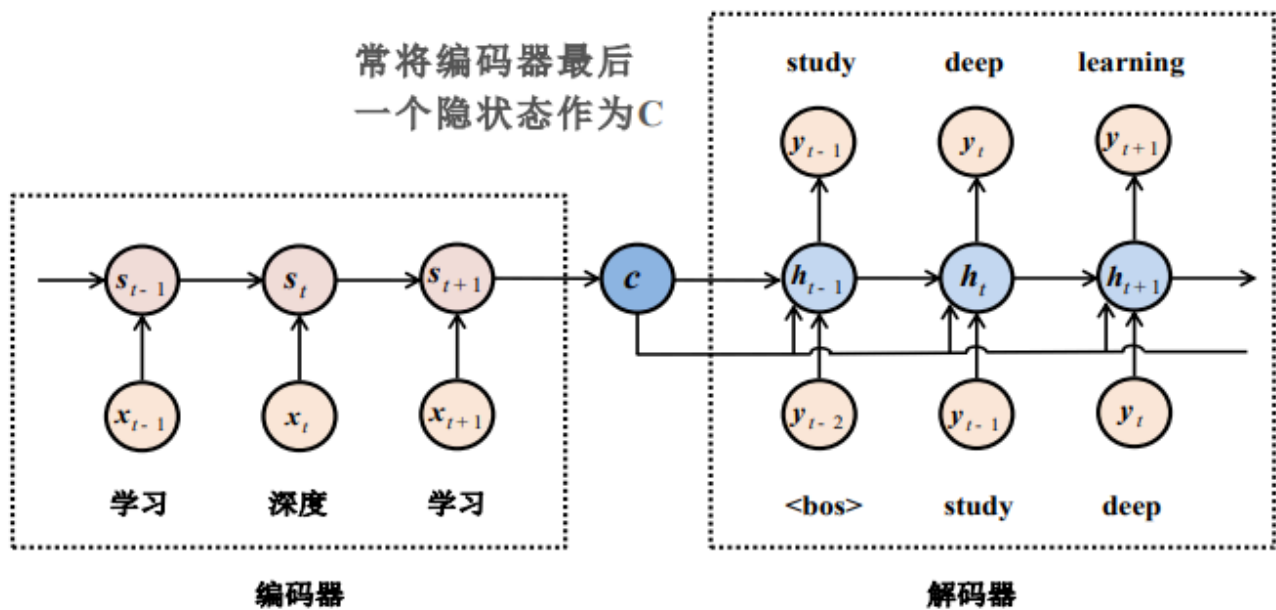 常将编码器最后
一个隐状态作为C
study deep learning
y_{t-1} y_t y_{t+1}
s_{t-1} s_t s_{t+1} c h_{t-1} h_t h_{t+1}
x_{t-1} x_t x_{t+1} y_{t-2} y_{t-1} y_t
学习 深度 学习 <bos> study deep
编码器 解码器